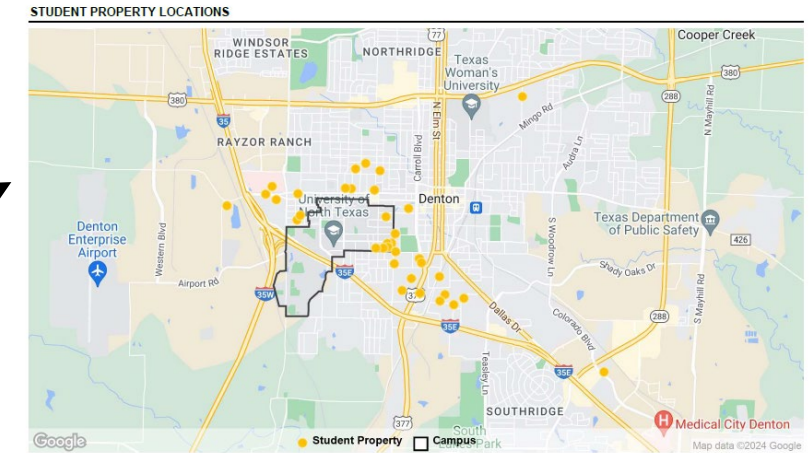 STUDENT PROPERTY LOCATIONS
77
Cooper Creek
WINDSOR
RIDGE ESTATES
NORTHRIDGE
Texas
Woman's
University
380
380
288
35
N Elm St
Mingo Rd
N Mayhill Rd
RAYZOR RANCH
Carroll Blvd
Audra Ln
University of
North Texas
Denton
Texas Department
of Public Safety
Denton
Enterprise
Airport
Western Blvd
S Woodrow Ln
426
Airport Rd
35E
Shady Oaks Dr
S Mayhill Rd
35W
377
Dallas Dr
Colorado Blvd
288
35E
Teasley Ln
35E
SOUTHRIDGE
377
South
Lakes Park
Medical City Denton
Google
Student Property
Campus
Map data ©2024 Google